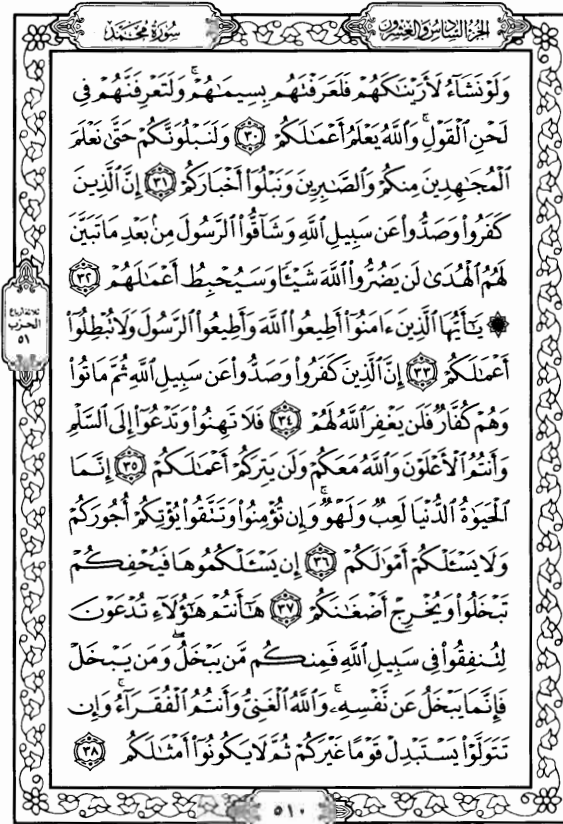 الجزء السادس والعشرون
سورة محمد
وَلَوْ نَشَآءُ لَأَرَيْنَٰكَهُمْ فَلَعَرَفْتَهُم بِسِيمَٰهُمْ ۚ وَلَتَعْرِفَنَّهُمْ فِى
لَحْنِ ٱلْقَوْلِ ۚ وَٱللَّهُ يَعْلَمُ أَعْمَٰلَكُمْ ٣٠ وَلَنَبْلُوَنَّكُمْ حَتَّىٰ نَعْلَمَ
ٱلْمُجَٰهِدِينَ مِنكُمْ وَٱلصَّٰبِرِينَ وَنَبْلُوَا۟ أَخْبَارَكُمْ ٣١ إِنَّ ٱلَّذِينَ
كَفَرُوا۟ وَصَدُّوا۟ عَن سَبِيلِ ٱللَّهِ وَشَآقُّوا۟ ٱلرَّسُولَ مِنۢ بَعْدِ مَا تَبَيَّنَ
لَهُمُ ٱلْهُدَىٰ لَن يَضُرُّوا۟ ٱللَّهَ شَيْـًٔا وَسَيُحْبِطُ أَعْمَٰلَهُمْ ٣٢
۞ يَٰٓأَيُّهَا ٱلَّذِينَ ءَامَنُوٓا۟ أَطِيعُوا۟ ٱللَّهَ وَأَطِيعُوا۟ ٱلرَّسُولَ وَلَا تُبْطِلُوٓا۟
أَعْمَٰلَكُمْ ٣٣ إِنَّ ٱلَّذِينَ كَفَرُوا۟ وَصَدُّوا۟ عَن سَبِيلِ ٱللَّهِ ثُمَّ مَاتُوا۟
وَهُمْ كُفَّارٌ فَلَن يَغْفِرَ ٱللَّهُ لَهُمْ ٣٤ فَلَا تَهِنُوا۟ وَتَدْعُوٓا۟ إِلَى ٱلسَّلْمِ
وَأَنتُمُ ٱلْأَعْلَوْنَ وَٱللَّهُ مَعَكُمْ وَلَن يَتِرَكُمْ أَعْمَٰلَكُمْ ٣٥ إِنَّمَا
ٱلْحَيَوٰةُ ٱلدُّنْيَا لَعِبٌ وَلَهْوٌ ۚ وَإِن تُؤْمِنُوا۟ وَتَتَّقُوا۟ يُؤْتِكُمْ أُجُورَكُمْ
وَلَا يَسْـَٔلْكُمْ أَمْوَٰلَكُمْ ٣٦ إِن يَسْـَٔلْكُمُوهَا فَيُحْفِكُمْ
تَبْخَلُوا۟ وَيُخْرِجْ أَضْغَٰنَكُمْ ٣٧ هَٰٓأَنتُمْ هَٰٓؤُلَآءِ تُدْعَوْنَ
لِتُنفِقُوا۟ فِى سَبِيلِ ٱللَّهِ فَمِنكُم مَّن يَبْخَلُ ۖ وَمَن يَبْخَلْ
فَإِنَّمَا يَبْخَلُ عَن نَّفْسِهِۦ ۚ وَٱللَّهُ ٱلْغَنِىُّ وَأَنتُمُ ٱلْفُقَرَآءُ ۚ وَإِن
تَتَوَلَّوْا۟ يَسْتَبْدِلْ قَوْمًا غَيْرَكُمْ ثُمَّ لَا يَكُونُوٓا۟ أَمْثَٰلَكُم ٣٨
ثلاثة أرباع
الحزب
٥١
٥١٠